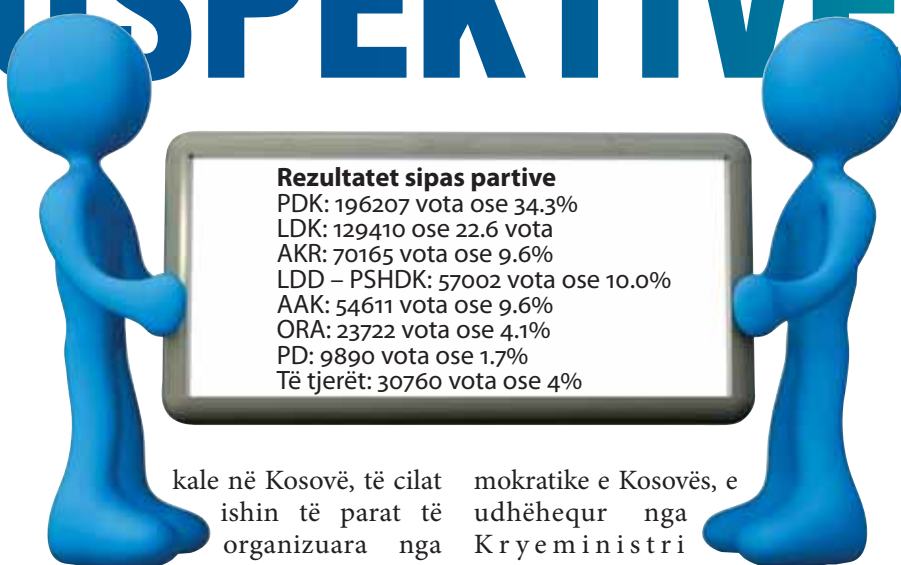 Rezultatet sipas partive
PDK: 196207 vota ose 34.3%
LDK: 129410 ose 22.6 vota
AKR: 70165 vota ose 9.6%
LDD – PSHDK: 57002 vota ose 10.0%
AAK: 54611 vota ose 9.6%
ORA: 23722 vota ose 4.1%
PD: 9890 vota ose 1.7%
Të tjerët: 30760 vota ose 4%
kale në Kosovë, të cilat
ishin të parat të
organizuara nga
mokratike e Kosovës, e
udhëhequr nga
Kryeministri